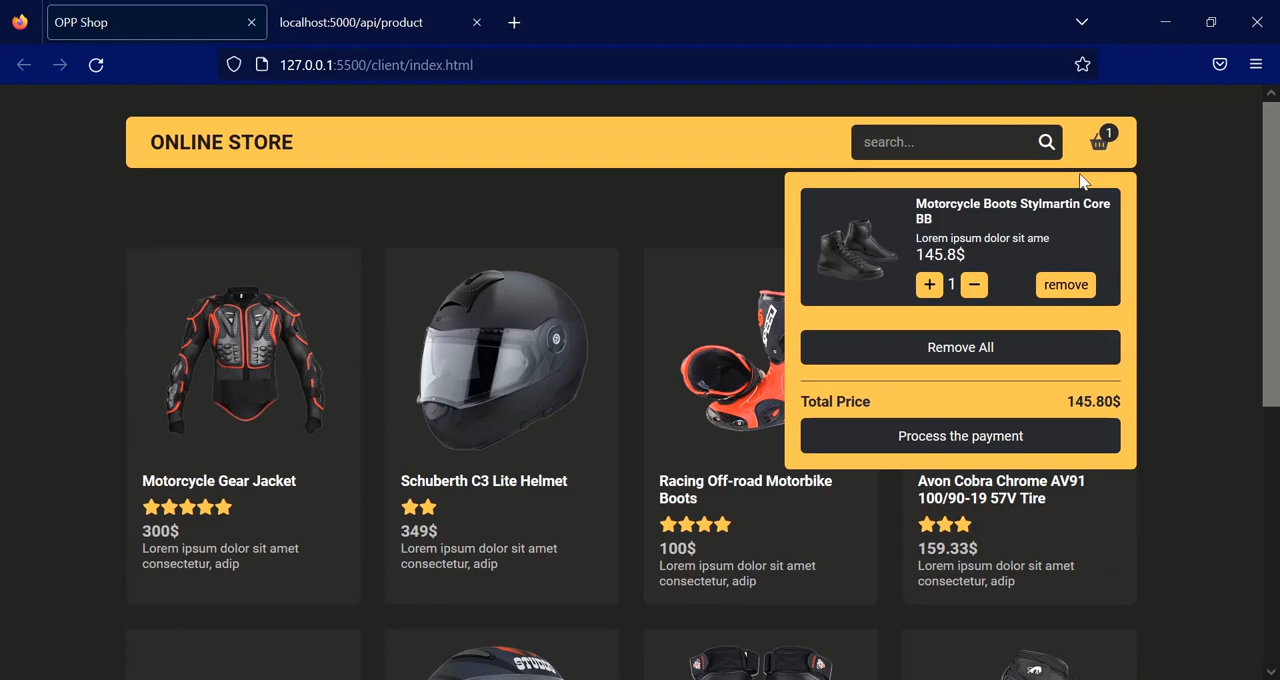 OPP Shop
localhost:5000/api/product
127.0.0.1:5500/client/index.html
ONLINE STORE
search...
1
Motorcycle Boots Stylmartin Core
BB
Lorem ipsum dolor sit ame
145.8$
+ 1 −
remove
Remove All
Total Price 145.80$
Process the payment
Motorcycle Gear Jacket
300$
Lorem ipsum dolor sit amet
consectetur, adip
Schuberth C3 Lite Helmet
349$
Lorem ipsum dolor sit amet
consectetur, adip
Racing Off-road Motorbike
Boots
100$
Lorem ipsum dolor sit amet
consectetur, adip
Avon Cobra Chrome AV91
100/90-19 57V Tire
159.33$
Lorem ipsum dolor sit amet
consectetur, adip